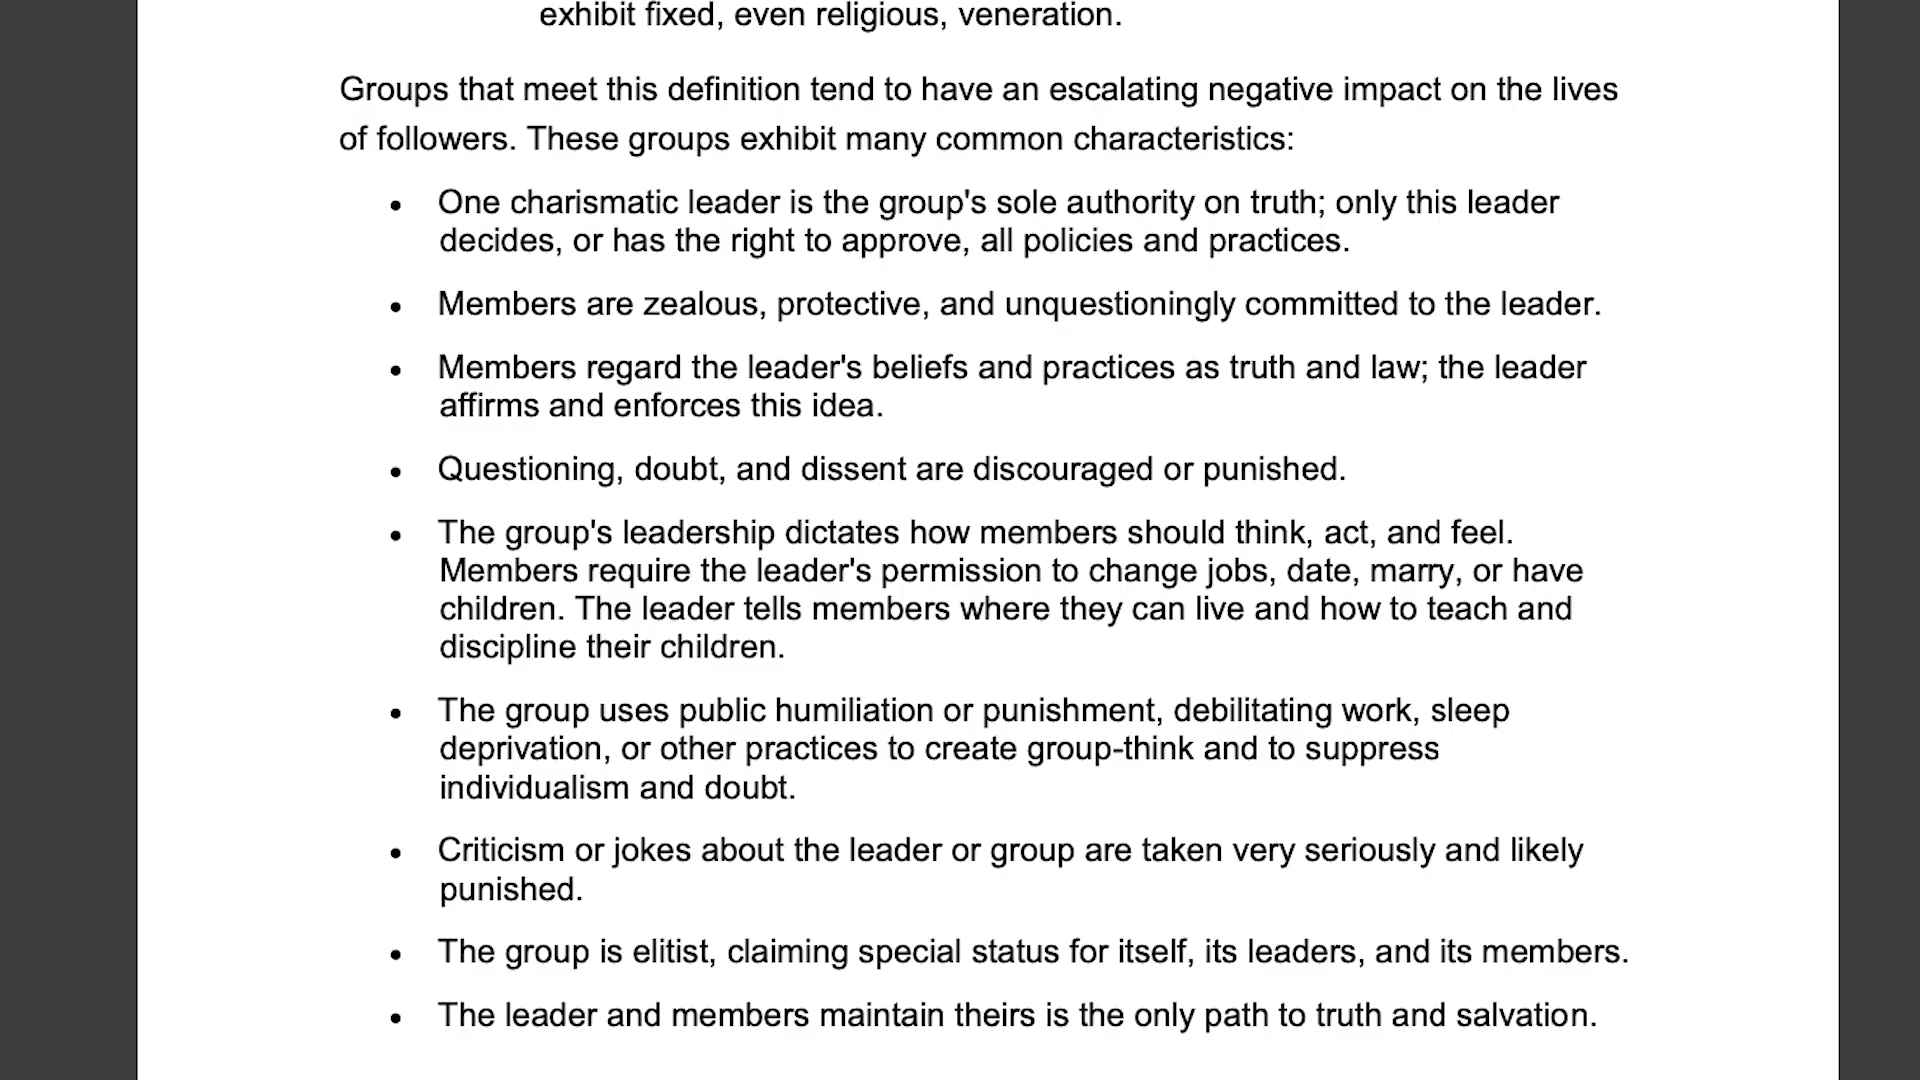 exhibit fixed, even religious, veneration.
Groups that meet this definition tend to have an escalating negative impact on the lives
of followers. These groups exhibit many common characteristics:
• One charismatic leader is the group's sole authority on truth; only this leader
decides, or has the right to approve, all policies and practices.
• Members are zealous, protective, and unquestioningly committed to the leader.
• Members regard the leader's beliefs and practices as truth and law; the leader
affirms and enforces this idea.
• Questioning, doubt, and dissent are discouraged or punished.
• The group's leadership dictates how members should think, act, and feel.
Members require the leader's permission to change jobs, date, marry, or have
children. The leader tells members where they can live and how to teach and
discipline their children.
• The group uses public humiliation or punishment, debilitating work, sleep
deprivation, or other practices to create group-think and to suppress
individualism and doubt.
• Criticism or jokes about the leader or group are taken very seriously and likely
punished.
• The group is elitist, claiming special status for itself, its leaders, and its members.
• The leader and members maintain theirs is the only path to truth and salvation.